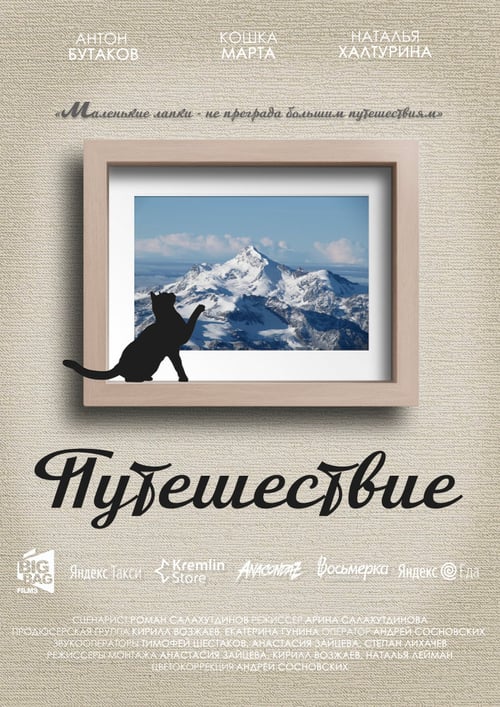 АНТОН КОШКА НАТАЛЬЯ
БУТАКОВ МАРТА ХАЛТУРИНА
«Маленькие лапки - не преграда большим путешествиям»
Путешествие
BIG BAG FILMS Яндекс Такси Kremlin Store ANACONDAZ Восьмерка Яндекс Еда
СЦЕНАРИСТ РОМАН САЛАХУТДИНОВ РЕЖИССЕР АРИНА САЛАХУТДИНОВА
ПРОДЮСЕРСКАЯ ГРУППА КИРИЛЛ ВОЗЖАЕВ, ЕКАТЕРИНА ГУНИНА ОПЕРАТОР АНДРЕЙ СОСНОВСКИХ
ЗВУКООПЕРАТОРЫ ТИМОФЕЙ ШЕСТАКОВ, АНАСТАСИЯ ЗАЙЦЕВА, СТЕПАН ЛИХАЧЕВ
РЕЖИССЕРЫ МОНТАЖА АНАСТАСИЯ ЗАЙЦЕВА, КИРИЛЛ ВОЗЖАЕВ, НАТАЛЬЯ ЛЕЙМАН
ЦВЕТОКОРРЕКЦИЯ АНДРЕЙ СОСНОВСКИХ